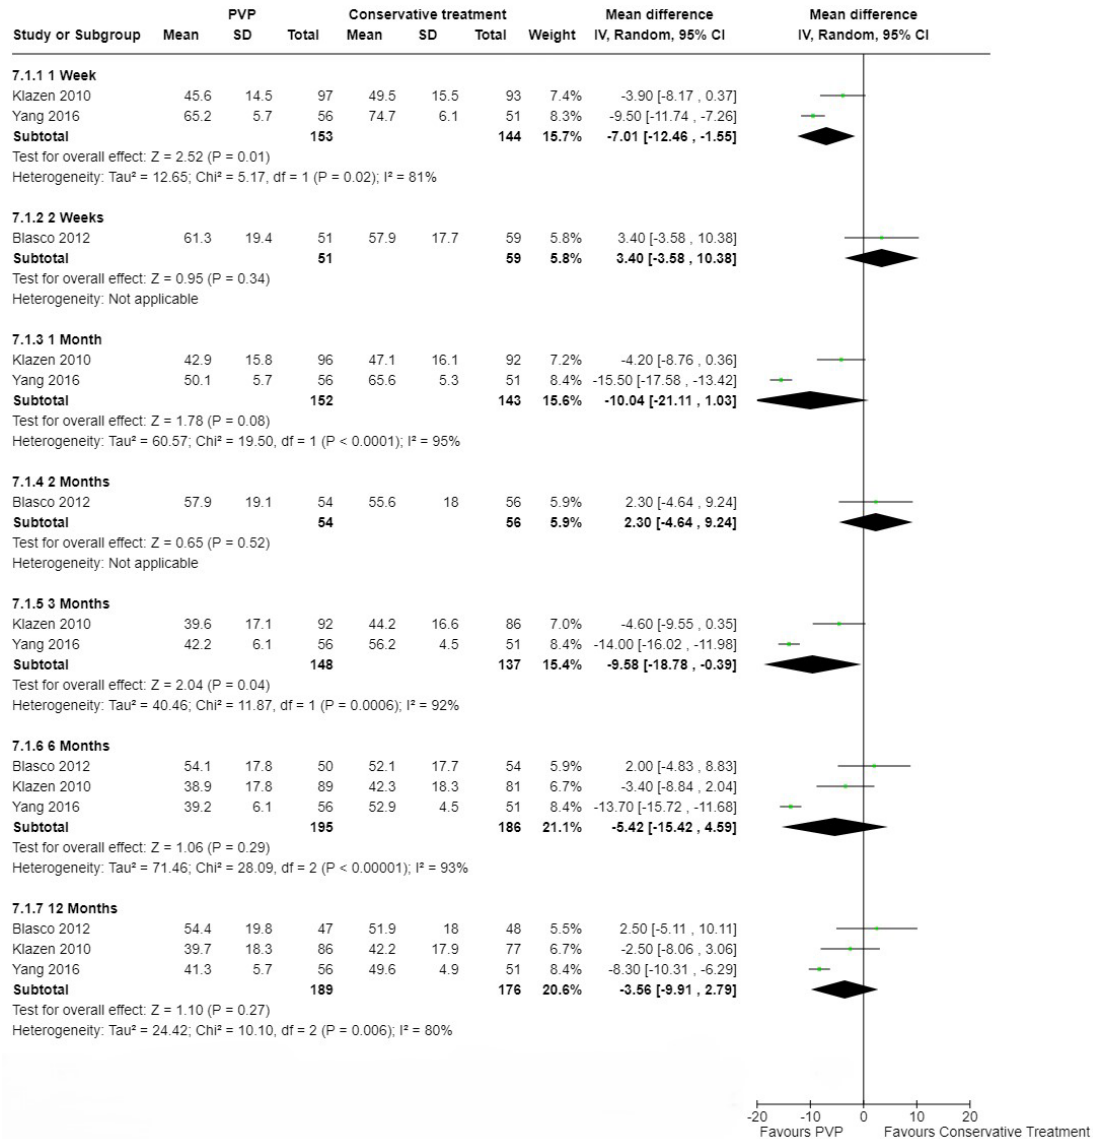 PVP Conservative treatment Mean difference Mean difference
Study or Subgroup Mean SD Total Mean SD Total Weight IV, Random, 95% CI IV, Random, 95% CI
7.1.1 1 Week
Klazen 2010 45.6 14.5 97 49.5 15.5 93 7.4% -3.90 [-8.17 , 0.37]
Yang 2016 65.2 5.7 56 74.7 6.1 51 8.3% -9.50 [-11.74 , -7.26]
Subtotal 153 144 15.7% -7.01 [-12.46 , -1.55]
Test for overall effect: Z = 2.52 (P = 0.01)
Heterogeneity: Tau² = 12.65; Chi² = 5.17, df = 1 (P = 0.02); I² = 81%
7.1.2 2 Weeks
Blasco 2012 61.3 19.4 51 57.9 17.7 59 5.8% 3.40 [-3.58 , 10.38]
Subtotal 51 59 5.8% 3.40 [-3.58 , 10.38]
Test for overall effect: Z = 0.95 (P = 0.34)
Heterogeneity: Not applicable
7.1.3 1 Month
Klazen 2010 42.9 15.8 96 47.1 16.1 92 7.2% -4.20 [-8.76 , 0.36]
Yang 2016 50.1 5.7 56 65.6 5.3 51 8.4% -15.50 [-17.58 , -13.42]
Subtotal 152 143 15.6% -10.04 [-21.11 , 1.03]
Test for overall effect: Z = 1.78 (P = 0.08)
Heterogeneity: Tau² = 60.57; Chi² = 19.50, df = 1 (P < 0.0001); I² = 95%
7.1.4 2 Months
Blasco 2012 57.9 19.1 54 55.6 18 56 5.9% 2.30 [-4.64 , 9.24]
Subtotal 54 56 5.9% 2.30 [-4.64 , 9.24]
Test for overall effect: Z = 0.65 (P = 0.52)
Heterogeneity: Not applicable
7.1.5 3 Months
Klazen 2010 39.6 17.1 92 44.2 16.6 86 7.0% -4.60 [-9.55 , 0.35]
Yang 2016 42.2 6.1 56 56.2 4.5 51 8.4% -14.00 [-16.02 , -11.98]
Subtotal 148 137 15.4% -9.58 [-18.78 , -0.39]
Test for overall effect: Z = 2.04 (P = 0.04)
Heterogeneity: Tau² = 40.46; Chi² = 11.87, df = 1 (P = 0.0006); I² = 92%
7.1.6 6 Months
Blasco 2012 54.1 17.8 50 52.1 17.7 54 5.9% 2.00 [-4.83 , 8.83]
Klazen 2010 38.9 17.8 89 42.3 18.3 81 6.7% -3.40 [-8.84 , 2.04]
Yang 2016 39.2 6.1 56 52.9 4.5 51 8.4% -13.70 [-15.72 , -11.68]
Subtotal 195 186 21.1% -5.42 [-15.42 , 4.59]
Test for overall effect: Z = 1.06 (P = 0.29)
Heterogeneity: Tau² = 71.46; Chi² = 28.09, df = 2 (P < 0.00001); I² = 93%
7.1.7 12 Months
Blasco 2012 54.4 19.8 47 51.9 18 48 5.5% 2.50 [-5.11 , 10.11]
Klazen 2010 39.7 18.3 86 42.2 17.9 77 6.7% -2.50 [-8.06 , 3.06]
Yang 2016 41.3 5.7 56 49.6 4.9 51 8.4% -8.30 [-10.31 , -6.29]
Subtotal 189 176 20.6% -3.56 [-9.91 , 2.79]
Test for overall effect: Z = 1.10 (P = 0.27)
Heterogeneity: Tau² = 24.42; Chi² = 10.10, df = 2 (P = 0.006); I² = 80%
-20 -10 0 10 20
Favours PVP Favours Conservative Treatment